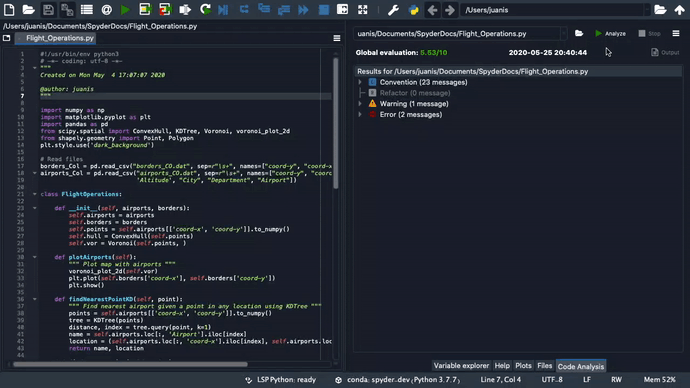 /Users/juanis
/Users/juanis/Documents/SpyderDocs/Flight_Operations.py
Flight_Operations.py
1 #!/usr/bin/env python3
2 # -*- coding: utf-8 -*-
3 """
4 Created on Mon May  4 17:07:07 2020
5
6 @author: juanis
7 """
8
9 import numpy as np
10 import matplotlib.pyplot as plt
11 import pandas as pd
12 from scipy.spatial import ConvexHull, KDTree, Voronoi, voronoi_plot_2d
13 from shapely.geometry import Point, Polygon
14 plt.style.use('dark_background')
15
16 # Read files
17 borders_Col = pd.read_csv("borders_CO.dat", sep=r"\s+", names=["coord-y", "coord-x
18 airports_Col = pd.read_csv("airports_CO.dat", sep=r"\s+", names=["coord-y", "coor
19 'Altitude', "City", "Department", "Airport"])
20
21 class FlightOperations:
22
23 def __init__(self, airports, borders):
24 self.airports = airports
25 self.borders = borders
26 self.points = self.airports[['coord-x', 'coord-y']].to_numpy()
27 self.hull = ConvexHull(self.points)
28 self.vor = Voronoi(self.points, )
29
30 def plotAirports(self):
31 """ Plot map with airports """
32 voronoi_plot_2d(self.vor)
33 plt.plot(self.borders['coord-x'], self.borders['coord-y'])
34 plt.show()
35
36 def findNearestPointKD(self, point):
37 """ Find nearest airport given a point in any location using KDTree """
38 points = self.airports[['coord-x', 'coord-y']].to_numpy()
39 tree = KDTree(points)
40 distance, index = tree.query(point, k=1)
41 name = self.airports.loc[:, 'Airport'].iloc[index]
42 location = (self.airports.loc[:, 'coord-x'].iloc[index], self.airports.loc
43 return name, location
44
uanis/Documents/SpyderDocs/Flight_Operations.py
Analyze
Stop
Global evaluation: 5.53/10
2020-05-25 20:40:44
Output
Results for /Users/juanis/Documents/SpyderDocs/Flight_Operations.py
Convention (23 messages)
Refactor (0 messages)
Warning (1 message)
Error (2 messages)
Variable explorer
Help
Plots
Files
Code Analysis
LSP Python: ready
conda: spyder_dev (Python 3.7.7)
Line 7, Col 4
UTF-8
LF
RW
Mem 52%